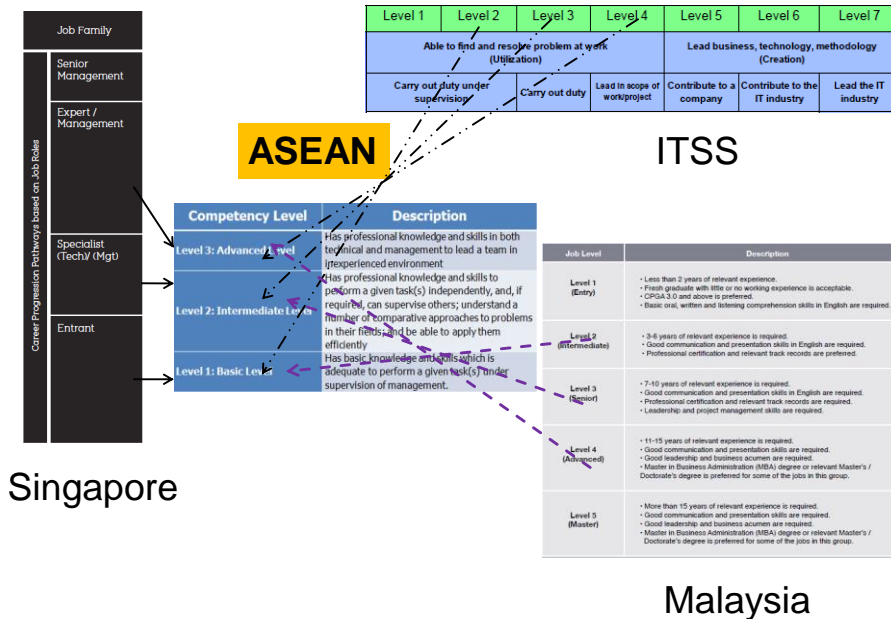 Job Family
Career Progression Pathways based on Job Roles
Senior
Management
Expert /
Management
Specialist
(Tech)/ (Mgt)
Entrant
Singapore
Level 1 Level 2 Level 3 Level 4 Level 5 Level 6 Level 7
Able to find and resolve problem at work
(Utilization)
Lead business, technology, methodology
(Creation)
Carry out duty under
supervision
Carry out duty
Lead in scope of
work/project
Contribute to a
company
Contribute to the
IT industry
Lead the IT
industry
ASEAN
ITSS
Competency Level Description
Level 3: Advanced Level
Has professional knowledge and skills in both
technical and management to lead a team in
inexperienced environment
Level 2: Intermediate
Has professional knowledge and skills to
perform a given task(s) independently, and, if
required, can supervise others; understand a
number of comparative approaches to problems
in their fields; and be able to apply them
efficiently
Level 1: Basic Level
Has basic knowledge and skills which is
adequate to perform a given task(s) under
supervision of management.
Job Level Description
Level 1
(Entry)
• Less than 2 years of relevant experience.
• Fresh graduate with little or no working experience is acceptable.
• CPGA 3.0 and above is preferred.
Basic oral, written and listening comprehension skills in English are required.
Level 2
(Intermediate)
• 3-6 years of relevant experience is required.
• Good communication and presentation skills in English are required.
• Professional certification and relevant track records are preferred.
Level 3
(Senior)
• 7-10 years of relevant experience is required.
• Good communication and presentation skills in English are required.
• Professional certification and relevant track records are required.
• Leadership and project management skills are required.
Level 4
(Advanced)
• 11-15 years of relevant experience is required.
• Good communication and presentation skills are required.
• Good leadership and business acumen are required.
• Master in Business Administration (MBA) degree or relevant Master's /
Doctorate's degree is preferred for some of the jobs in this group.
Level 5
(Master)
• More than 15 years of relevant experience is required.
• Good communication and presentation skills are required.
• Good leadership and business acumen are required.
• Master in Business Administration (MBA) degree or relevant Master's /
Doctorate's degree is preferred for some of the jobs in this group.
Malaysia